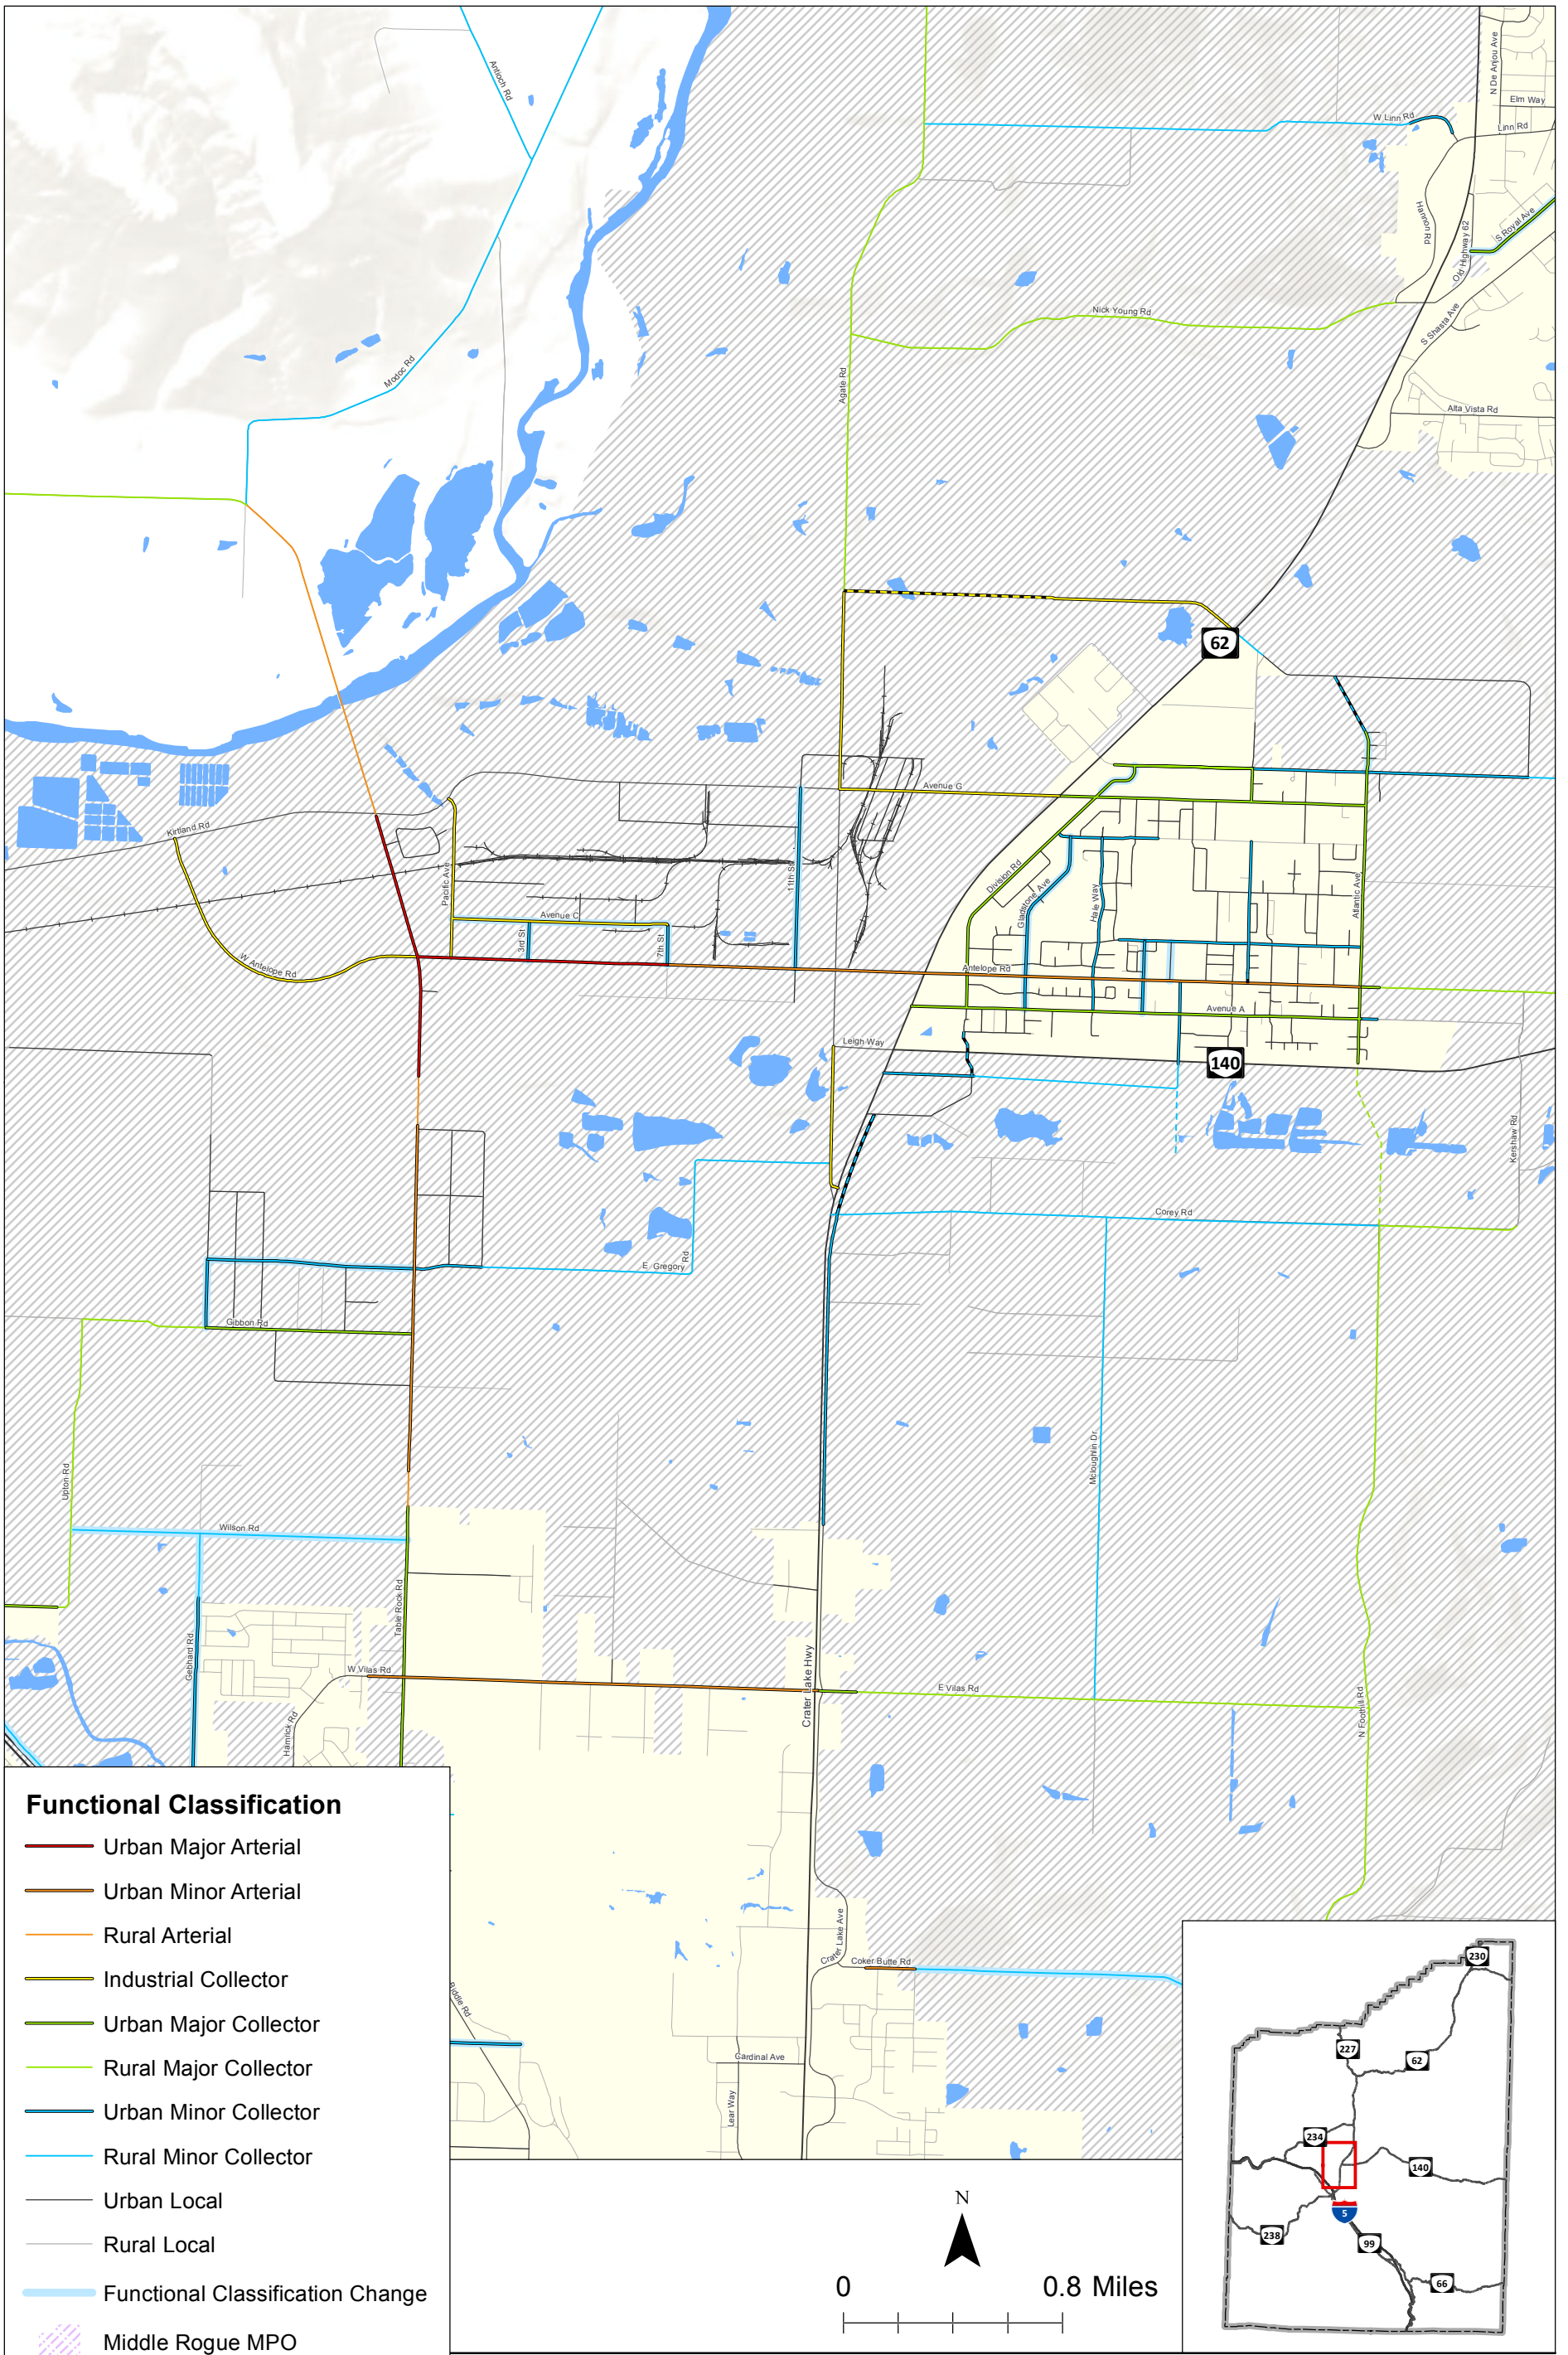 N De Anjou Ave
Elm Way
Antioch Rd
W Linn Rd
Linn Rd
Hannon Rd
Old Highway 62
S Royal Ave
Nick Young Rd
S Shasta Ave
Modoc Rd
Agate Rd
Alta Vista Rd
62
Avenue G
Kirtland Rd
Pacific Ave
11th St
Division Rd
Gladstone Ave
Hale Way
Atlantic Ave
Avenue C
3rd St
7th St
W Antelope Rd
Antelope Rd
Avenue A
Leigh Way
140
Kershaw Rd
Corey Rd
E Gregory
Rd
Gibbon Rd
Upton Rd
Mcloughlin Dr
Wilson Rd
Table Rock Rd
Gebhard Rd
W Vilas Rd
Crater Lake Hwy
E Vilas Rd
N Foothill Rd
Hamrick Rd
Crater Lake Ave
Coker Butte Rd
Biddle Rd
Cardinal Ave
Lear Way
Functional Classification
Urban Major Arterial
Urban Minor Arterial
Rural Arterial
Industrial Collector
Urban Major Collector
Rural Major Collector
Urban Minor Collector
Rural Minor Collector
Urban Local
Rural Local
Functional Classification Change
Middle Rogue MPO
N
0 0.8 Miles
230
227
62
234
140
5
238
99
66